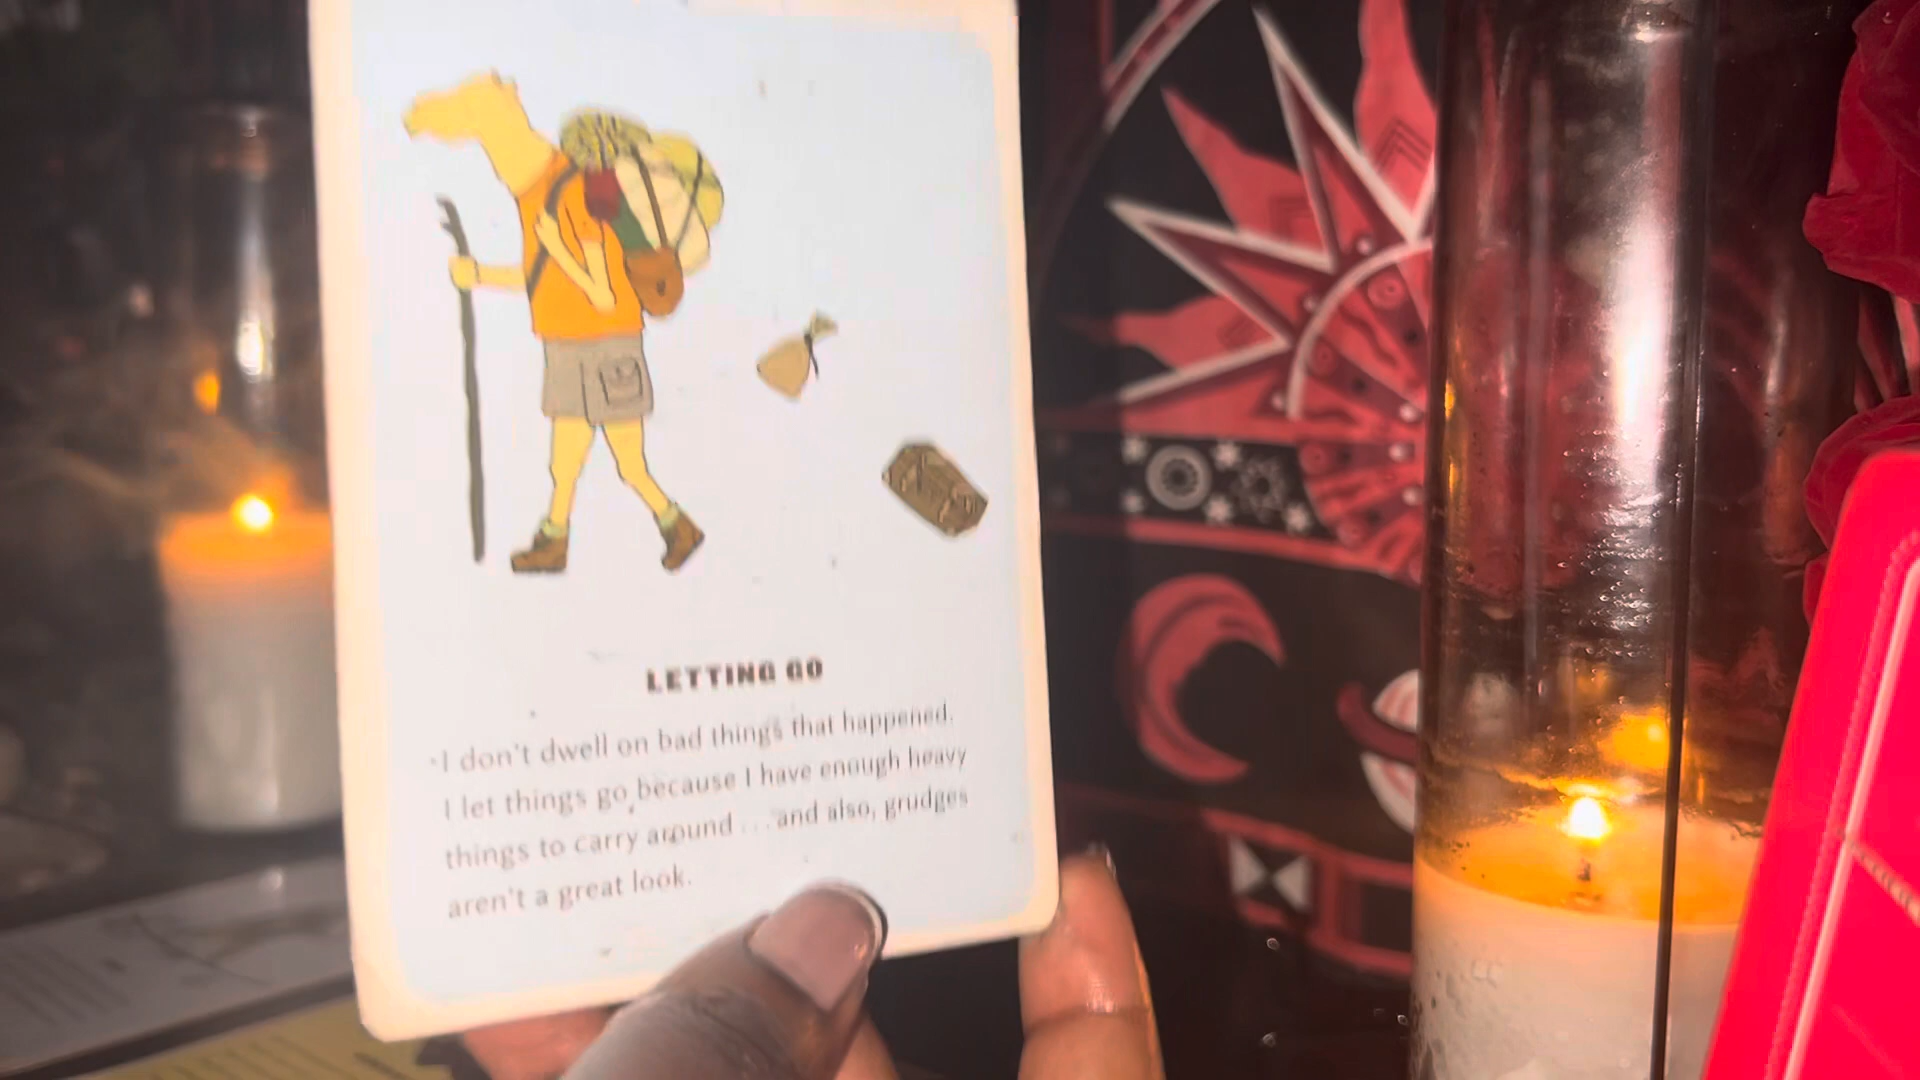 LETTING GO
I don't dwell on bad things that happened.
I let things go because I have enough heavy
things to carry around ... and also, grudges
aren't a great look.